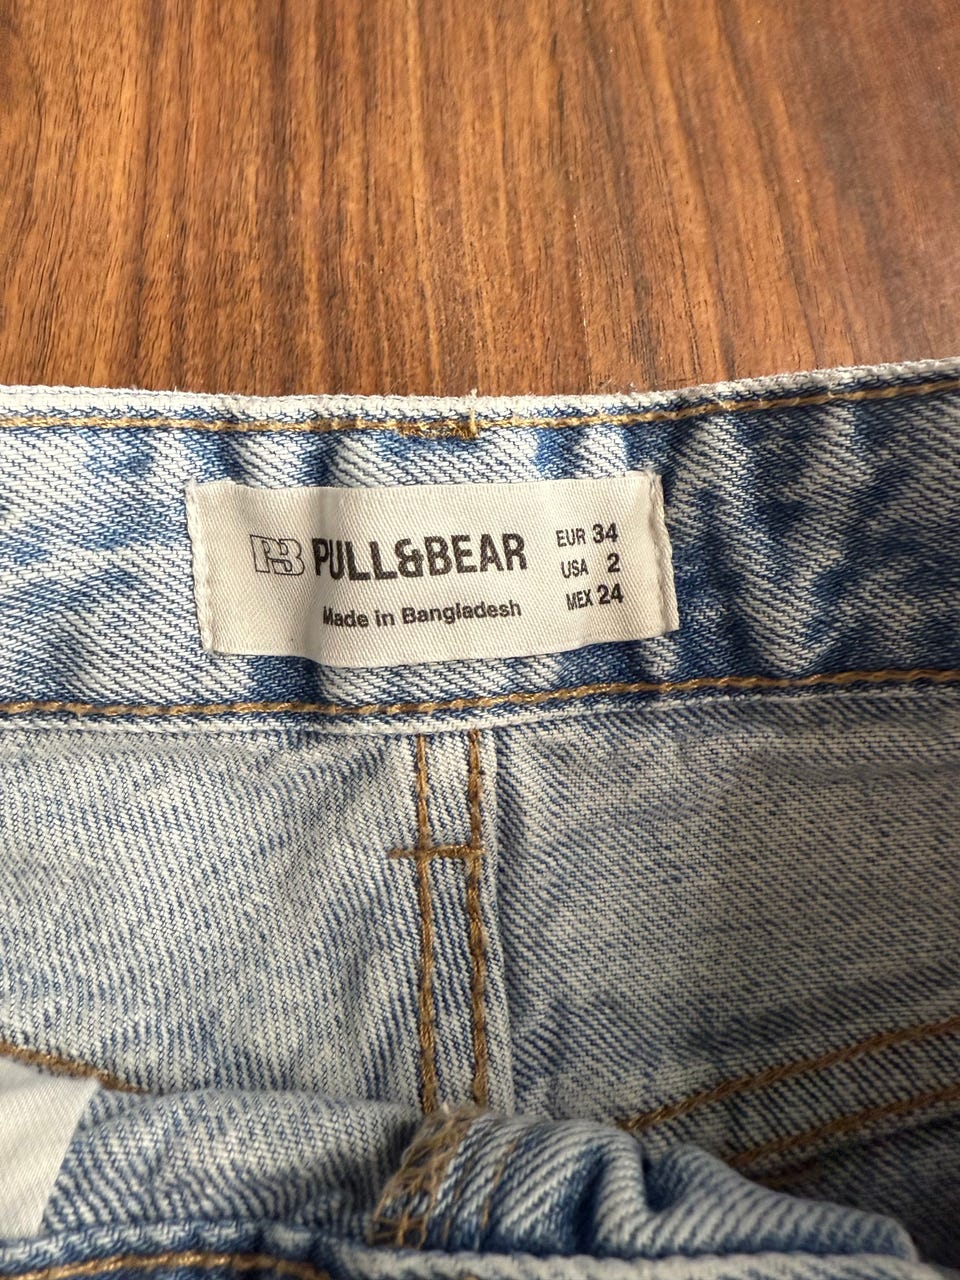 PB PULL&BEAR
Made in Bangladesh
EUR 34
USA 2
MEX 24